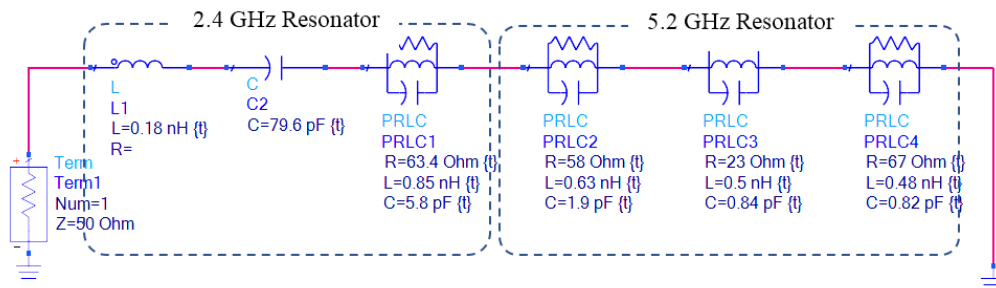 2.4 GHz Resonator
5.2 GHz Resonator
L
L1
L=0.18 nH {t}
R=
C
C2
C=79.6 pF {t}
PRLC
PRLC1
R=63.4 Ohm {t}
L=0.85 nH {t}
C=5.8 pF {t}
PRLC
PRLC2
R=58 Ohm {t}
L=0.63 nH {t}
C=1.9 pF {t}
PRLC
PRLC3
R=23 Ohm {t}
L=0.5 nH {t}
C=0.84 pF {t}
PRLC
PRLC4
R=67 Ohm {t}
L=0.48 nH {t}
C=0.82 pF {t}
Term
Term1
Num=1
Z=50 Ohm